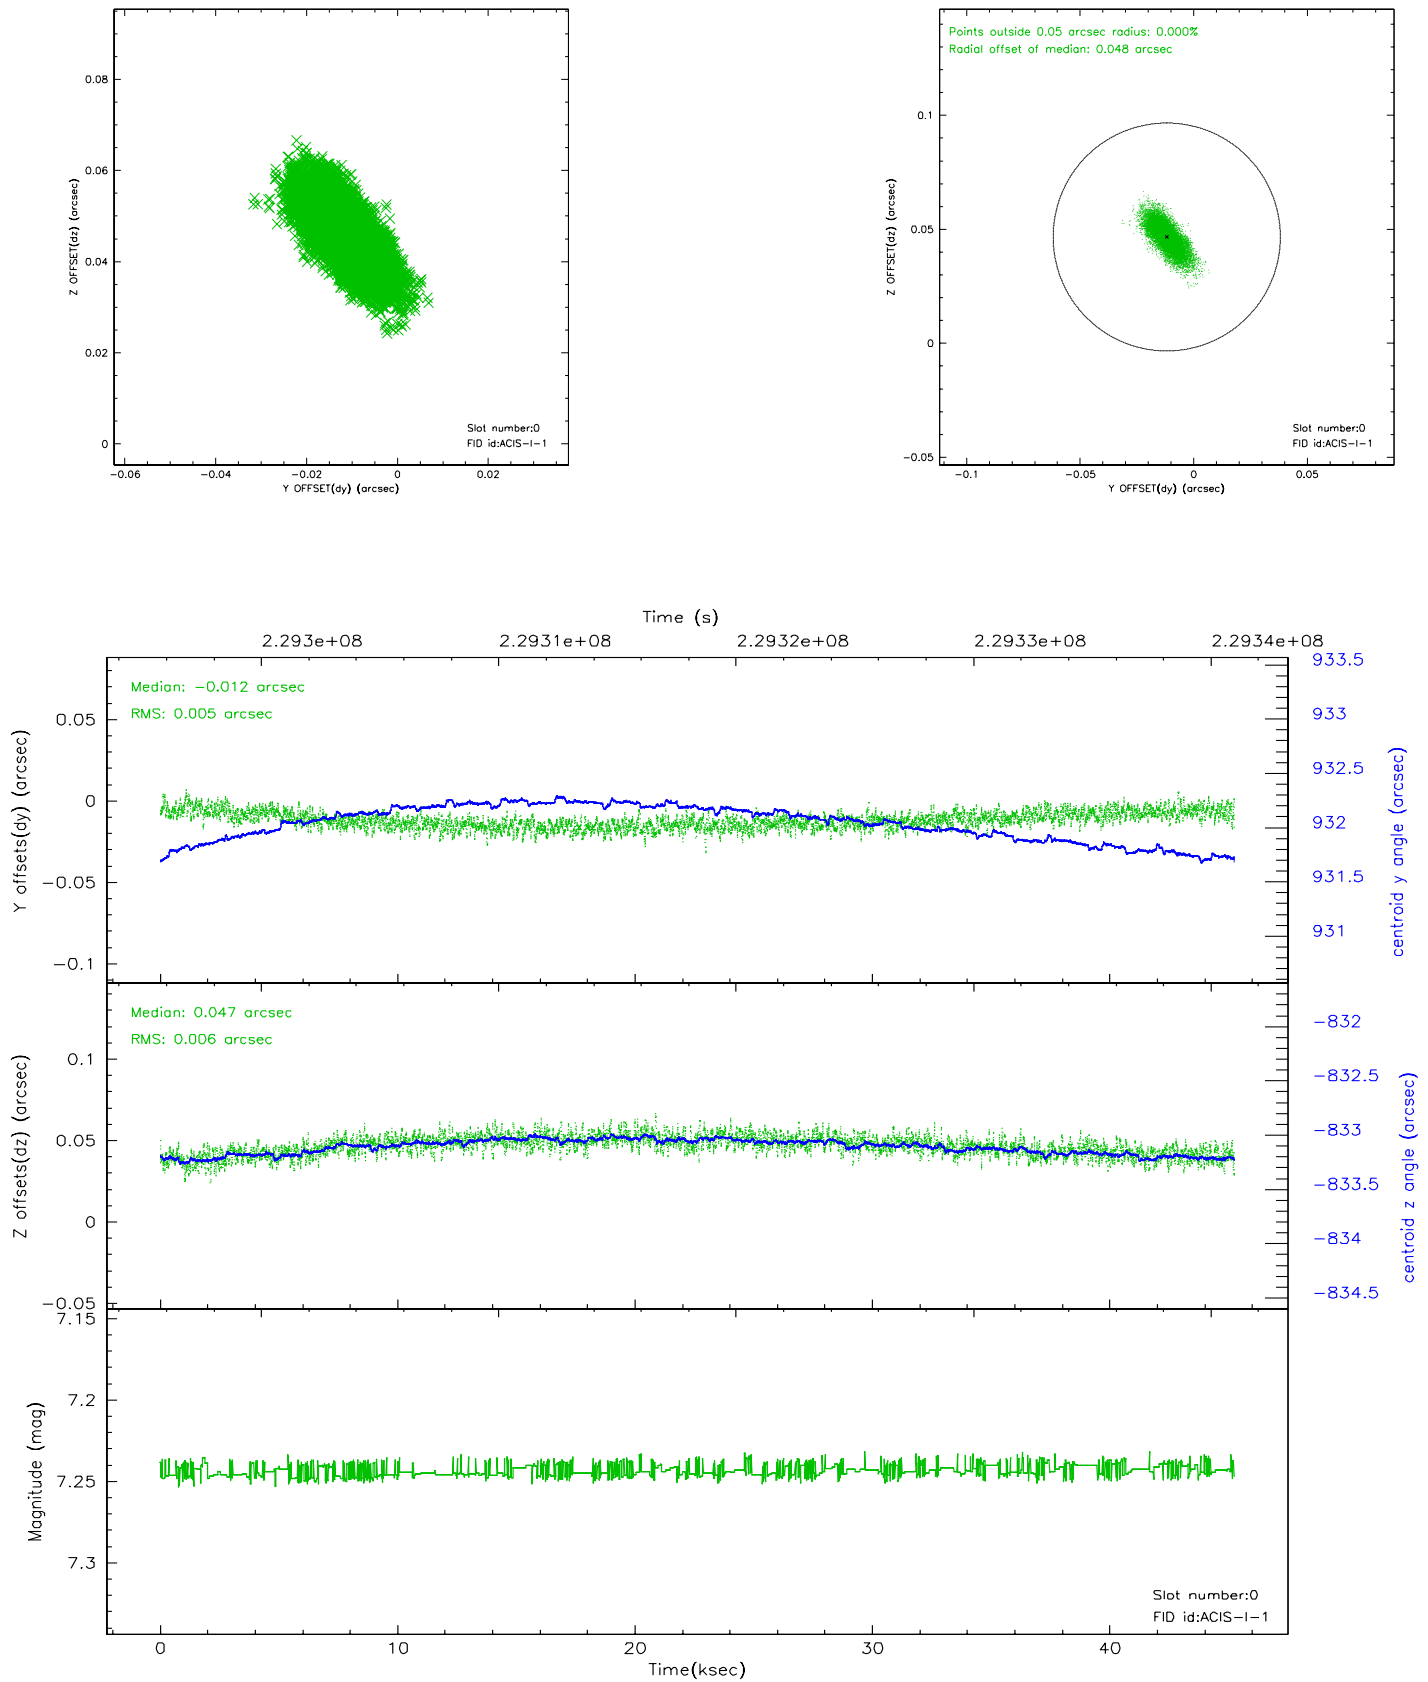 0.08
0.06
0.04
0.02
0
Z OFFSET(dz) (arcsec)
Slot number:0
FID id:ACIS-I-1
-0.06 -0.04 -0.02 0 0.02
Y OFFSET(dy) (arcsec)
Points outside 0.05 arcsec radius: 0.000%
Radial offset of median: 0.048 arcsec
0.1
0.05
0
-0.05
Z OFFSET(dz) (arcsec)
Slot number:0
FID id:ACIS-I-1
-0.1 -0.05 0 0.05
Y OFFSET(dy) (arcsec)
Time (s)
2.293e+08 2.2931e+08 2.2932e+08 2.2933e+08 2.2934e+08
Median: -0.012 arcsec
RMS: 0.005 arcsec
0.05
0
-0.05
-0.1
Y offsets(dy) (arcsec)
933.5
933
932.5
932
931.5
931
centroid y angle (arcsec)
Median: 0.047 arcsec
RMS: 0.006 arcsec
0.1
0.05
0
-0.05
Z offsets(dz) (arcsec)
-832
-832.5
-833
-833.5
-834
-834.5
centroid z angle (arcsec)
7.15
7.2
7.25
7.3
Magnitude (mag)
Slot number:0
FID id:ACIS-I-1
0 10 20 30 40
Time(ksec)